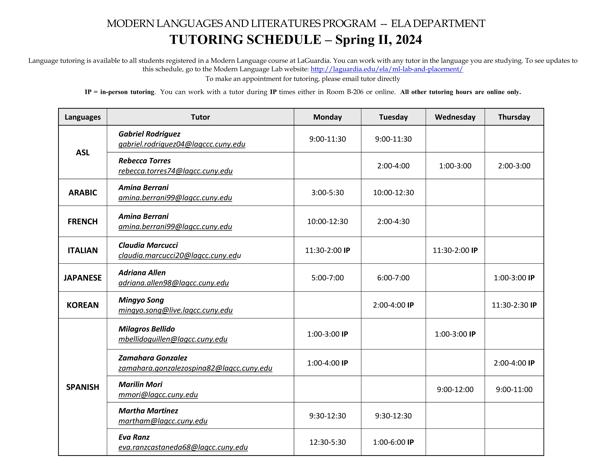 MODERN LANGUAGES AND LITERATURES PROGRAM -- ELA DEPARTMENT
TUTORING SCHEDULE – Spring II, 2024
Language tutoring is available to all students registered in a Modern Language course at LaGuardia. You can work with any tutor in the language you are studying. To see updates to
this schedule, go to Modern Language Lab website: http://laguardia.edu/ela/ml-lab-and-placement/
To make an appointment for tutoring, please email tutor directly
IP = in-person tutoring. You can work with a tutor during IP times either in Room B-206 or online. All other tutoring hours are online only.
Languages Tutor Monday Tuesday Wednesday Thursday
ASL
Gabriel Rodriguez
gabriel.rodriguez04@lagccc.cuny.edu
9:00-11:30 9:00-11:30
Rebecca Torres
rebecca.torres74@lagcc.cuny.edu
2:00-4:00 1:00-3:00 2:00-3:00
ARABIC
Amina Berrani
amina.berrani99@lagcc.cuny.edu
3:00-5:30 10:00-12:30
FRENCH
Amina Berrani
amina.berrani99@lagcc.cuny.edu
10:00-12:30 2:00-4:30
ITALIAN
Claudia Marcucci
claudia.marcucci20@lagcc.cuny.edu
11:30-2:00 IP 11:30-2:00 IP
JAPANESE
Adriana Allen
adriana.allen98@lagcc.cuny.edu
5:00-7:00 6:00-7:00 1:00-3:00 IP
KOREAN
Mingyo Song
mingyo.song@live.lagcc.cuny.edu
2:00-4:00 IP 11:30-2:30 IP
SPANISH
Milagros Bellido
mbellidoguillen@lagcc.cuny.edu
1:00-3:00 IP 1:00-3:00 IP
Zamahara Gonzalez
zamahara.gonzalezospina82@lagcc.cuny.edu
1:00-4:00 IP 2:00-4:00 IP
Marilin Mori
mmori@lagcc.cuny.edu
9:00-12:00 9:00-11:00
Martha Martinez
martham@lagcc.cuny.edu
9:30-12:30 9:30-12:30
Eva Ranz
eva.ranzcastaneda68@lagcc.cuny.edu
12:30-5:30 1:00-6:00 IP